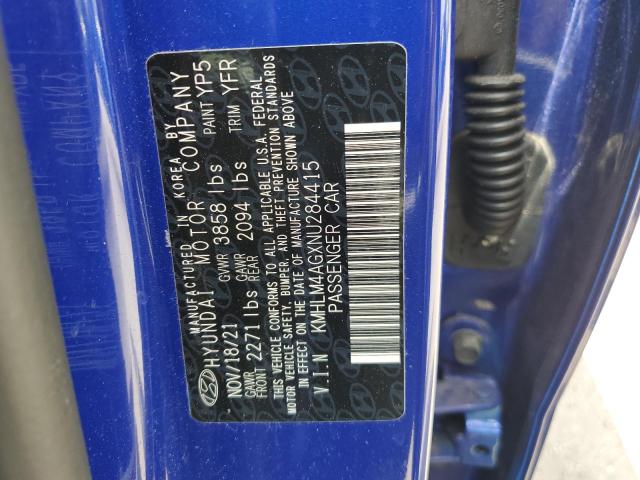 MANUFACTURED IN KOREA BY
HYUNDAI MOTOR COMPANY
NOV/18/21 GVWR 3858 lbs PAINT YP5
GAWR FRONT 2271 lbs GAWR REAR 2094 lbs TRIM YFR
THIS VEHICLE CONFORMS TO ALL APPLICABLE U.S.A. FEDERAL
MOTOR VEHICLE SAFETY, BUMPER, AND THEFT PREVENTION STANDARDS
IN EFFECT ON THE DATE OF MANUFACTURE SHOWN ABOVE
V.I.N KMHLM4AGXNU284415
PASSENGER CAR